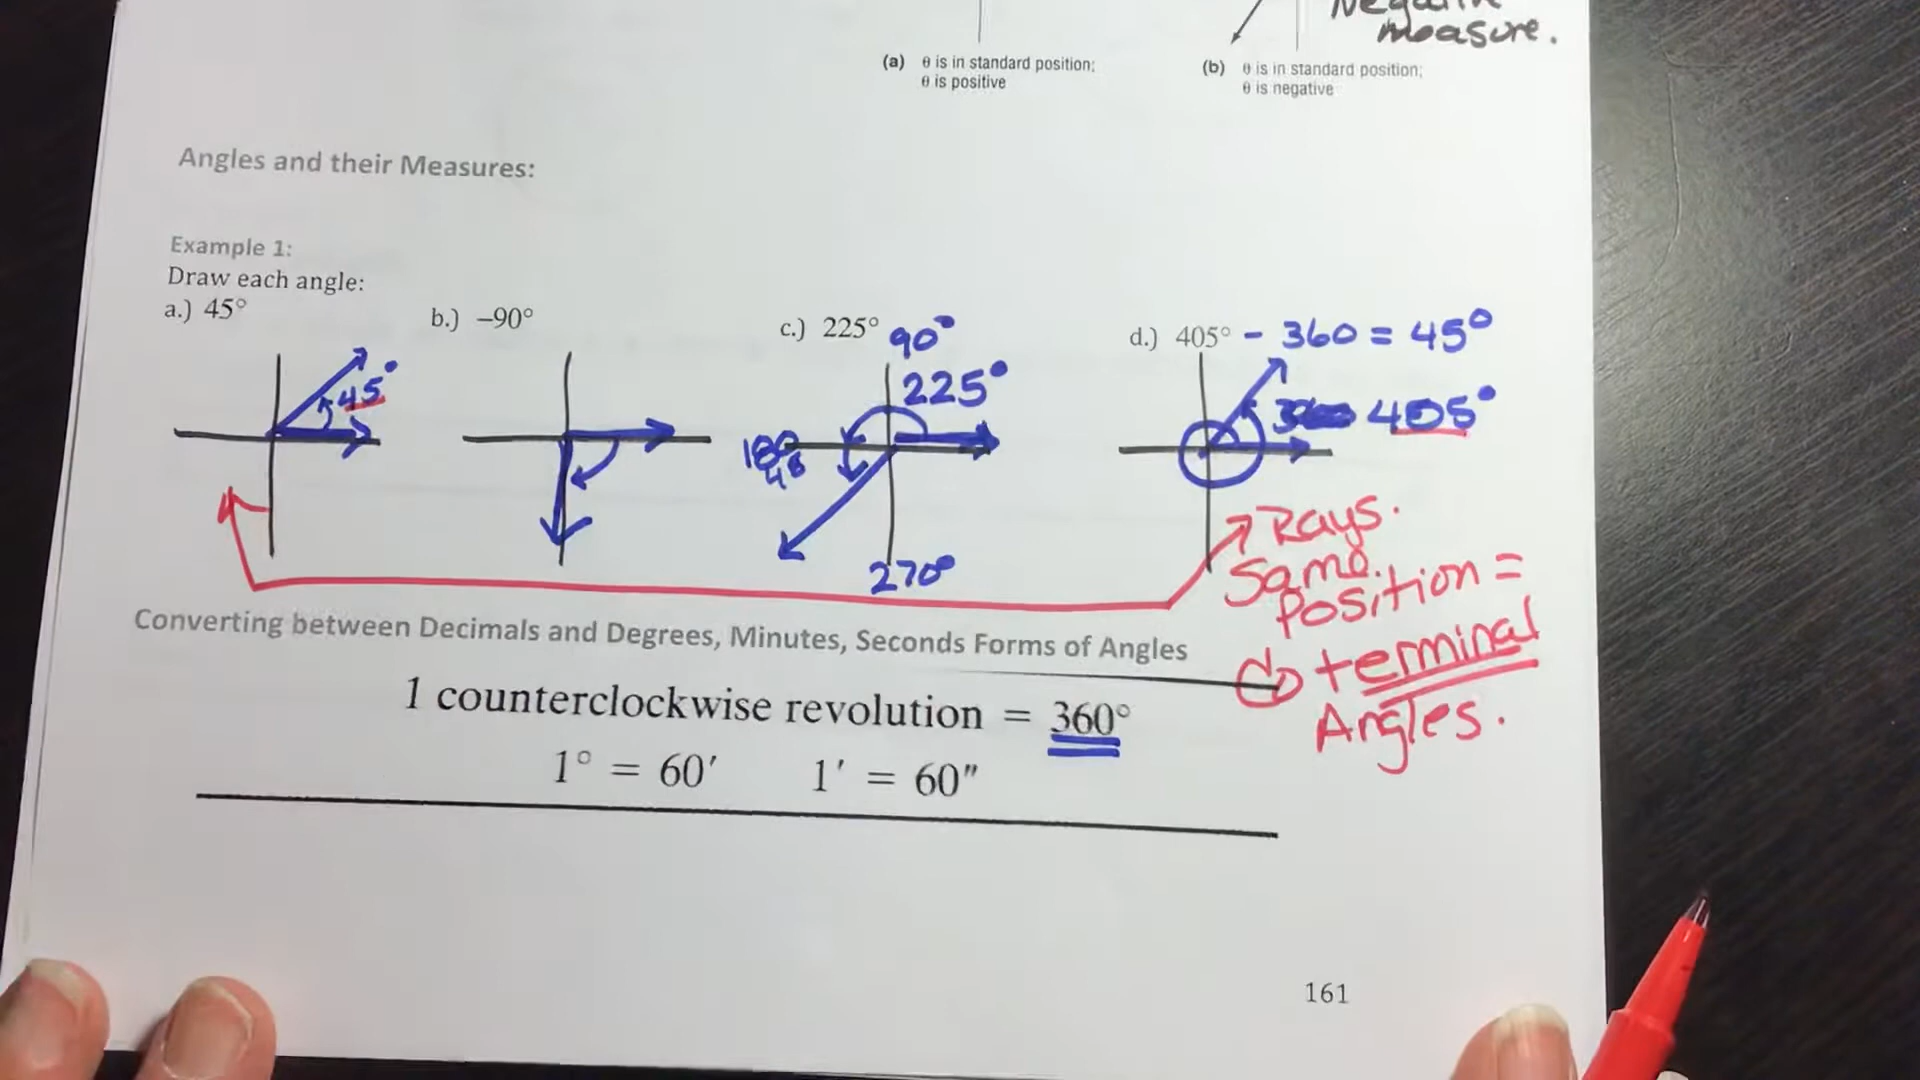 measure.
(a) θ is in standard position;
θ is positive
(b) θ is in standard position;
θ is negative
Angles and their Measures:
Example 1:
Draw each angle:
a.) 45°
b.) –90°
c.) 225°
d.) 405° - 360 = 45°
45°
90°
225°
180
270°
405°
Rays.
Same
Position =
Co terminal
Angles.
Converting between Decimals and Degrees, Minutes, Seconds Forms of Angles
1 counterclockwise revolution = 360°
1° = 60′ 1′ = 60″
161